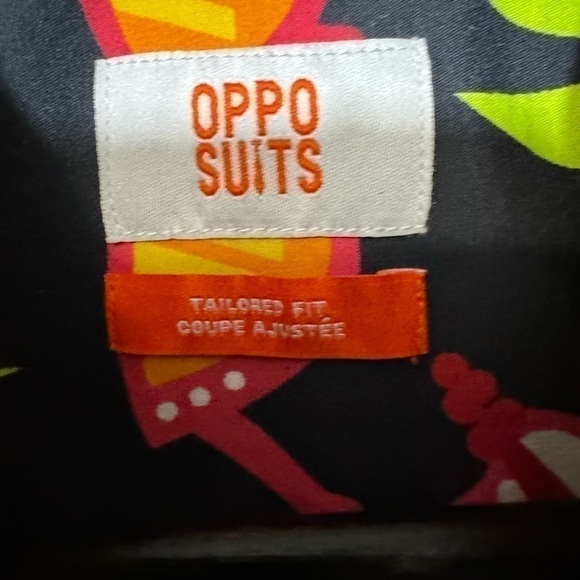 OPPO
SUITS
TAILORED FIT
COUPE AJUSTÉE